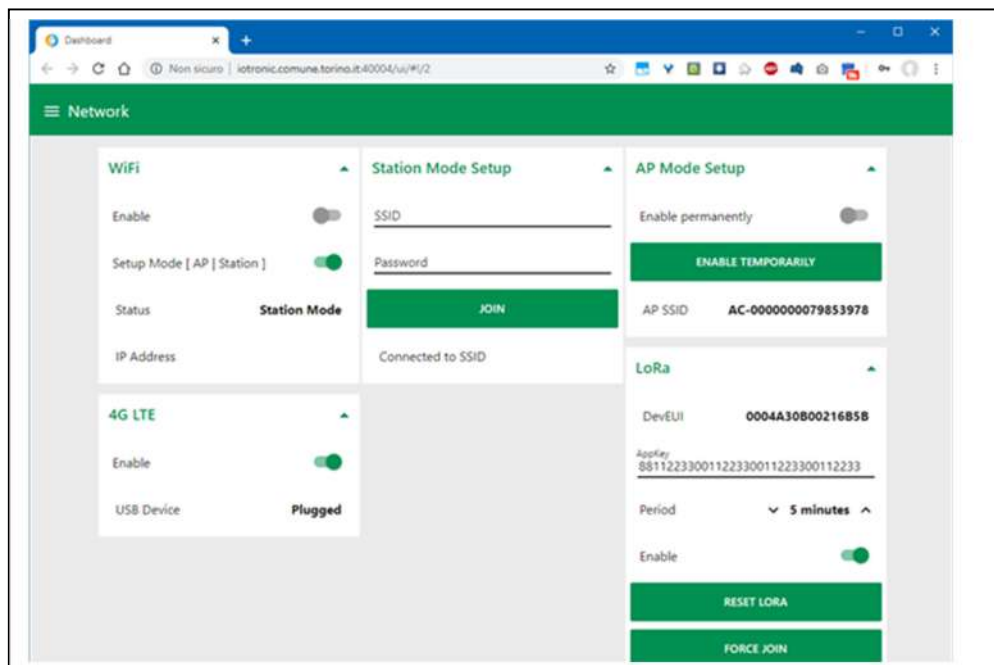 Dashboard
Non sicuro | iotronic.comune.torino.it:40004/ui/#!/2
Network
WiFi
Enable
Setup Mode [ AP | Station ]
Status Station Mode
IP Address
4G LTE
Enable
USB Device Plugged
Station Mode Setup
SSID
Password
JOIN
Connected to SSID
AP Mode Setup
Enable permanently
ENABLE TEMPORARILY
AP SSID AC-0000000079853978
LoRa
DevEUI 0004A30B00216B5B
AppKey
88112233001122330011223300112233
Period 5 minutes
Enable
RESET LORA
FORCE JOIN